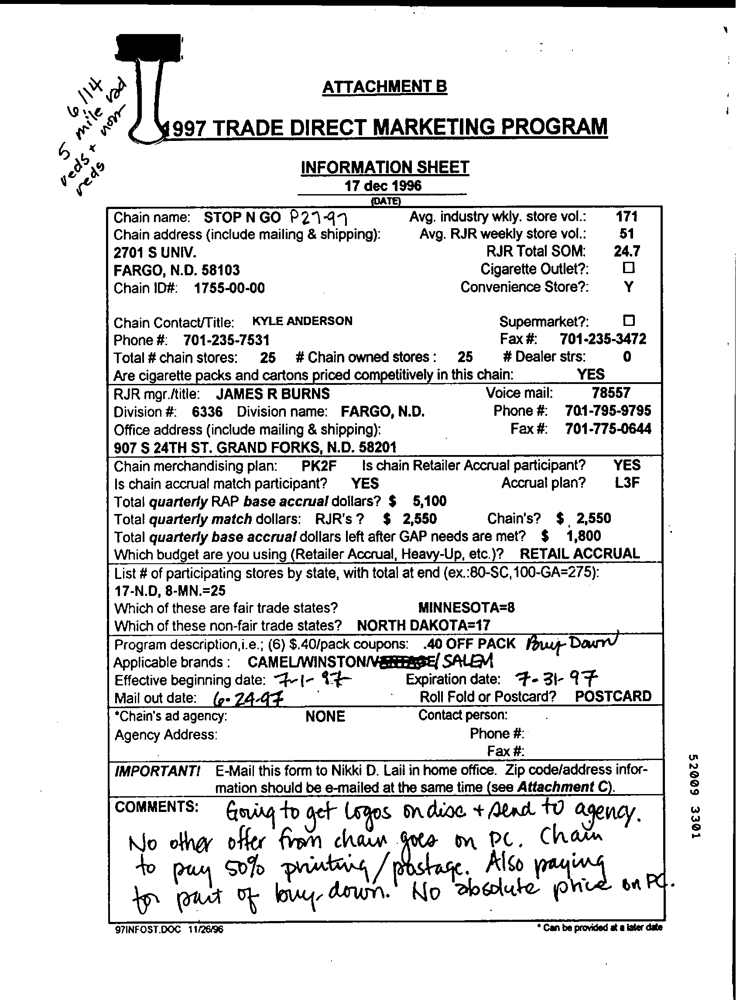 6/14
5 mile rad
reds + non
reds
ATTACHMENT B
1997 TRADE DIRECT MARKETING PROGRAM
INFORMATION SHEET
17 dec 1996
(DATE)
Chain name: STOP N GO P27-97 Avg. industry wkly. store vol.: 171
Chain address (include mailing & shipping): Avg. RJR weekly store vol.: 51
2701 S UNIV. RJR Total SOM: 24.7
FARGO, N.D. 58103 Cigarette Outlet?: ☐
Chain ID#: 1755-00-00 Convenience Store?: Y
Chain Contact/Title: KYLE ANDERSON Supermarket?: ☐
Phone #: 701-235-7531 Fax #: 701-235-3472
Total # chain stores: 25 # Chain owned stores : 25 # Dealer strs: 0
Are cigarette packs and cartons priced competitively in this chain: YES
RJR mgr./title: JAMES R BURNS Voice mail: 78557
Division #: 6336 Division name: FARGO, N.D. Phone #: 701-795-9795
Office address (include mailing & shipping): Fax #: 701-775-0644
907 S 24TH ST. GRAND FORKS, N.D. 58201
Chain merchandising plan: PK2F Is chain Retailer Accrual participant? YES
Is chain accrual match participant? YES Accrual plan? L3F
Total quarterly RAP base accrual dollars? $ 5,100
Total quarterly match dollars: RJR's ? $ 2,550 Chain's? $ 2,550
Total quarterly base accrual dollars left after GAP needs are met? $ 1,800
Which budget are you using (Retailer Accrual, Heavy-Up, etc.)? RETAIL ACCRUAL
List # of participating stores by state, with total at end (ex.:80-SC,100-GA=275):
17-N.D, 8-MN.=25
Which of these are fair trade states? MINNESOTA=8
Which of these non-fair trade states? NORTH DAKOTA=17
Program description,i.e.; (6) $.40/pack coupons: .40 OFF PACK Buy Down
Applicable brands : CAMEL/WINSTON/VANTAGE/ SALEM
Effective beginning date: 7-1-97 Expiration date: 7-31-97
Mail out date: 6-24-97 Roll Fold or Postcard? POSTCARD
*Chain's ad agency: NONE Contact person:
Agency Address: Phone #:
Fax #:
IMPORTANT! E-Mail this form to Nikki D. Lail in home office. Zip code/address infor-
mation should be e-mailed at the same time (see Attachment C).
COMMENTS: Going to get logos on disc + send to agency.
No other offer from chain goes on PC. Chain
to pay 50% printing/postage. Also paying
for part of buy-down. No absolute price on PC.
97INFOST.DOC 11/26/96 * Can be provided at a later date
52009 3301